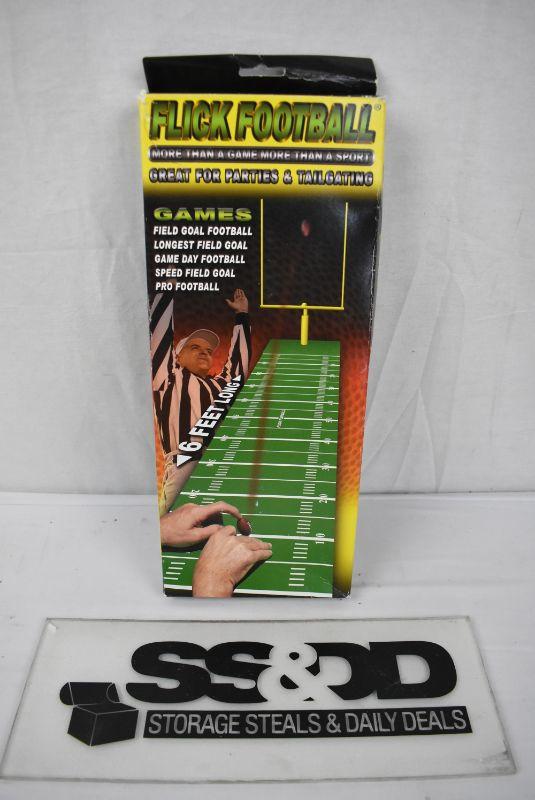 FLICK FOOTBALL®
MORE THAN A GAME MORE THAN A SPORT
GREAT FOR PARTIES & TAILGATING
GAMES
FIELD GOAL FOOTBALL
LONGEST FIELD GOAL
GAME DAY FOOTBALL
SPEED FIELD GOAL
PRO FOOTBALL
6 FEET LONG
SS&DD
STORAGE STEALS & DAILY DEALS